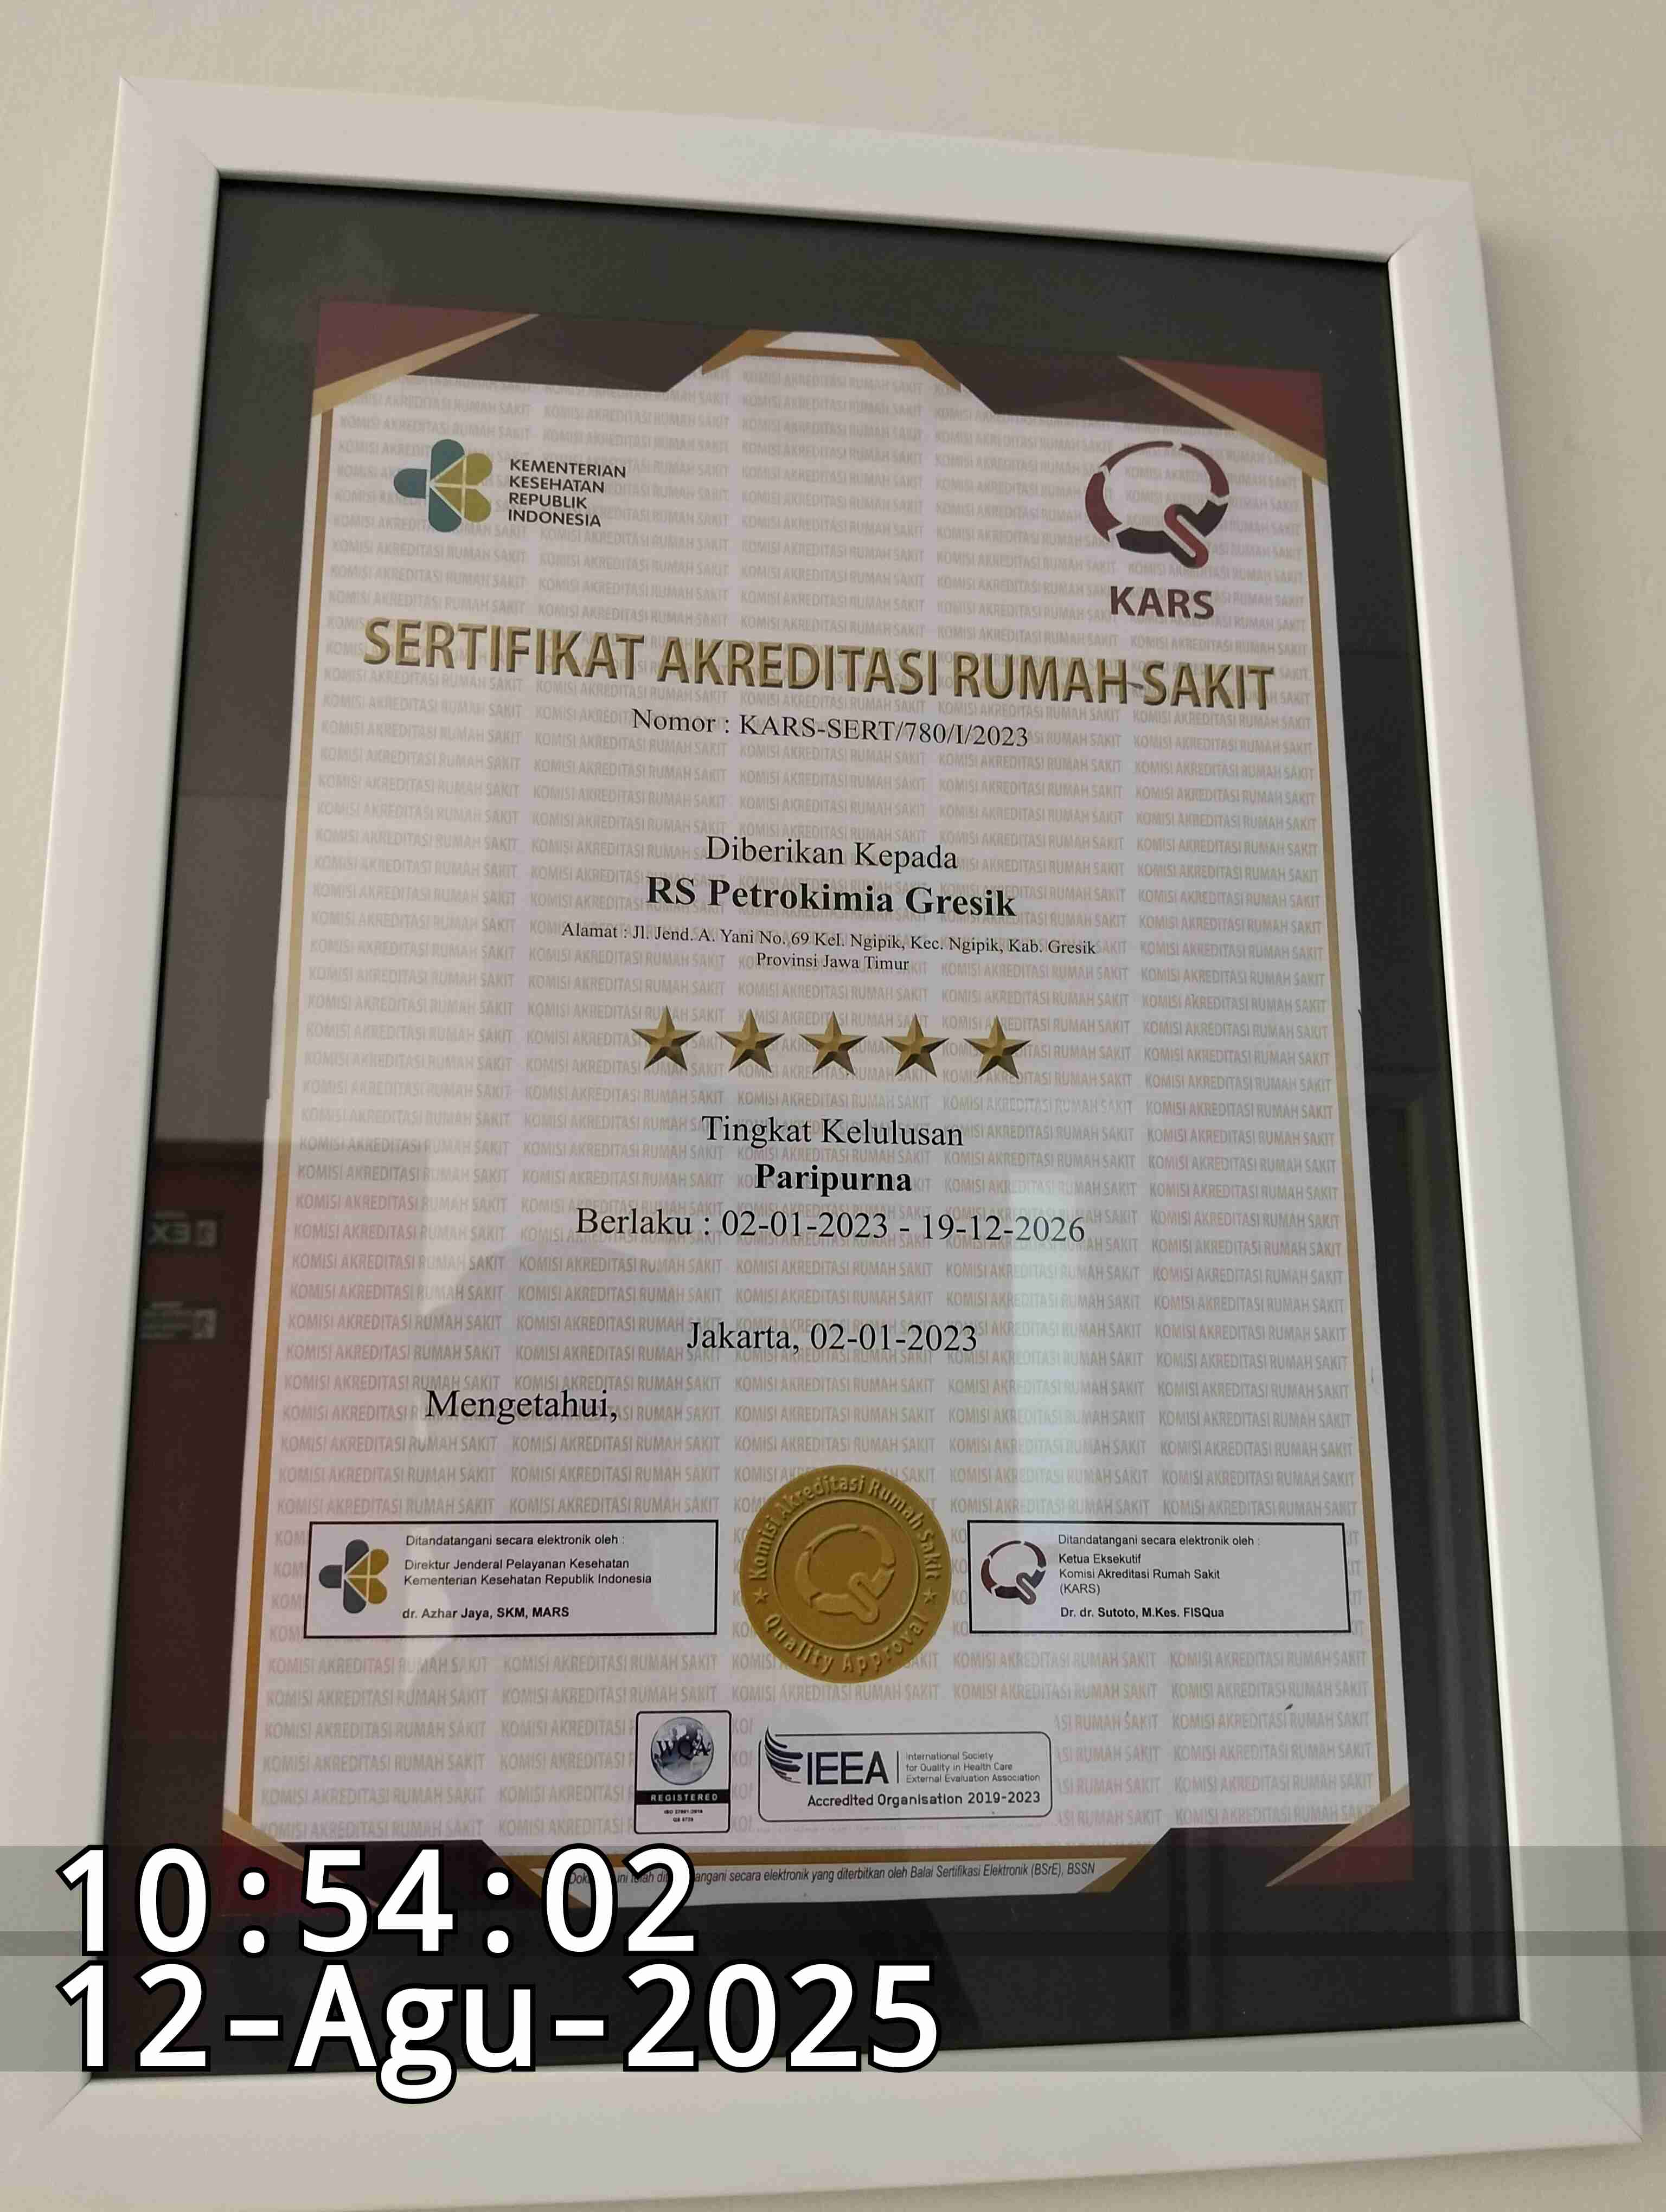 KEMENTERIAN
KESEHATAN
REPUBLIK
INDONESIA
KARS
SERTIFIKAT AKREDITASI RUMAH SAKIT
Nomor : KARS-SERT/780/I/2023
Diberikan Kepada
RS Petrokimia Gresik
Alamat : Jl. Jend. A. Yani No. 69 Kel. Ngipik, Kec. Ngipik, Kab. Gresik
Provinsi Jawa Timur
Tingkat Kelulusan
Paripurna
Berlaku : 02-01-2023 - 19-12-2026
Jakarta, 02-01-2023
Mengetahui,
Ditandatangani secara elektronik oleh :
Direktur Jenderal Pelayanan Kesehatan
Kementerian Kesehatan Republik Indonesia
dr. Azhar Jaya, SKM, MARS
Komisi Akreditasi Rumah Sakit
Quality Approval
Ditandatangani secara elektronik oleh :
Ketua Eksekutif
Komisi Akreditasi Rumah Sakit
(KARS)
Dr. dr. Sutoto, M.Kes. FISQua
WQA
REGISTERED
IEEA
International Society
for Quality in Health Care
External Evaluation Association
Accredited Organisation 2019-2023
secara elektronik yang diterbitkan oleh Balai Sertifikasi Elektronik (BSrE), BSSN
10:54:02
12-Agu-2025